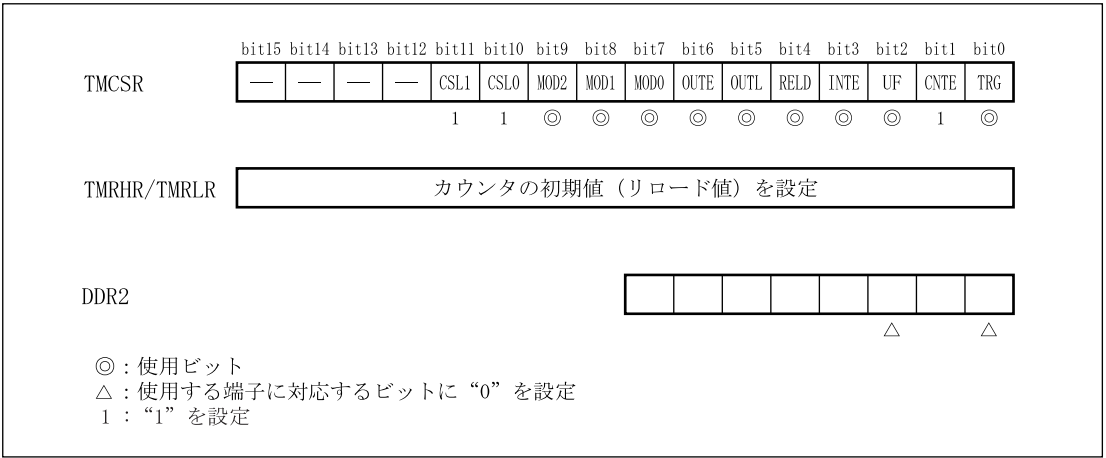 bit15 bit14 bit13 bit12 bit11 bit10 bit9 bit8 bit7 bit6 bit5 bit4 bit3 bit2 bit1 bit0
TMCSR — — — — CSL1 CSL0 MOD2 MOD1 MOD0 OUTE OUTL RELD INTE UF CNTE TRG
1 1 ◎ ◎ ◎ ◎ ◎ ◎ ◎ ◎ 1 ◎
TMRHR/TMRLR カウンタの初期値（リロード値）を設定
DDR2
△ △
◎：使用ビット
△：使用する端子に対応するビットに“0”を設定
1：“1”を設定